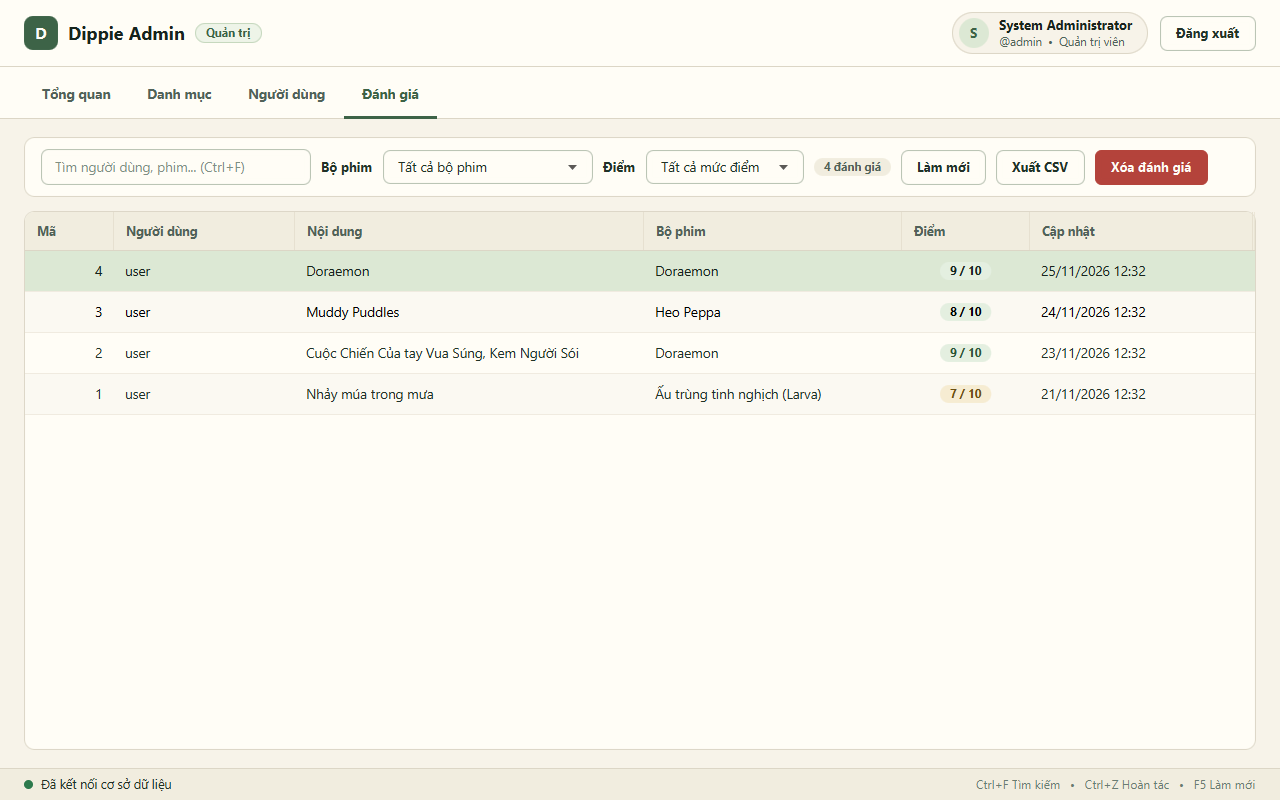 D Dippie Admin Quản trị
S System Administrator
@admin • Quản trị viên
Đăng xuất
Tổng quan Danh mục Người dùng Đánh giá
Tìm người dùng, phim... (Ctrl+F) Bộ phim Tất cả bộ phim Điểm Tất cả mức điểm 4 đánh giá Làm mới Xuất CSV Xóa đánh giá
Mã Người dùng Nội dung Bộ phim Điểm Cập nhật
4 user Doraemon Doraemon 9 / 10 25/11/2026 12:32
3 user Muddy Puddles Heo Peppa 8 / 10 24/11/2026 12:32
2 user Cuộc Chiến Của tay Vua Súng, Kem Người Sói Doraemon 9 / 10 23/11/2026 12:32
1 user Nhảy múa trong mưa Ấu trùng tinh nghịch (Larva) 7 / 10 21/11/2026 12:32
Đã kết nối cơ sở dữ liệu Ctrl+F Tìm kiếm • Ctrl+Z Hoàn tác • F5 Làm mới